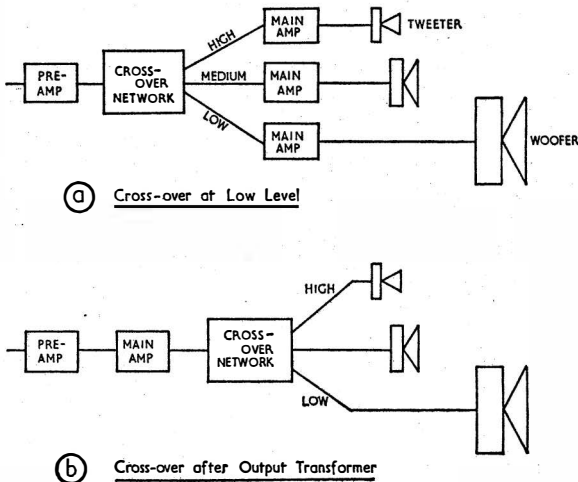 HIGH
MAIN
AMP
TWEETER
PRE-
AMP
CROSS-
OVER
NETWORK
MEDIUM
MAIN
AMP
LOW
MAIN
AMP
WOOFER
a Cross-over at Low Level
HIGH
PRE-
AMP
MAIN
AMP
CROSS-
OVER
NETWORK
LOW
b Cross-over after Output Transformer